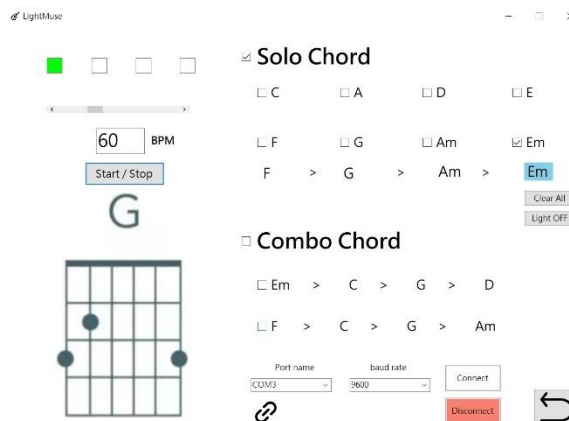 LightMuse
60 BPM
Start / Stop
G
Solo Chord
C A D E
F G Am Em
F > G > Am > Em
Clear All
Light OFF
Combo Chord
Em > C > G > D
F > C > G > Am
Port name baud rate
COM3 9600 Connect
Disconnect